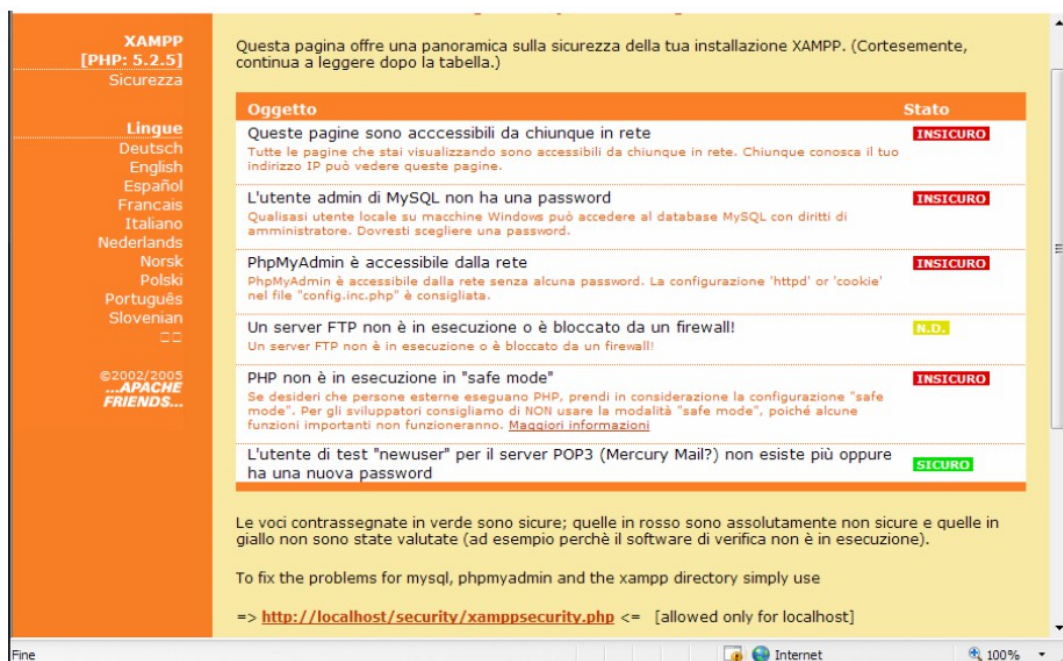 XAMPP
[PHP: 5.2.5]
Sicurezza
Lingue
Deutsch
English
Español
Francais
Italiano
Nederlands
Norsk
Polski
Português
Slovenian
©2002/2005
...APACHE
FRIENDS...
Questa pagina offre una panoramica sulla sicurezza della tua installazione XAMPP. (Cortesemente,
continua a leggere dopo la tabella.)
Oggetto Stato
Queste pagine sono acccessibili da chiunque in rete INSICURO
Tutte le pagine che stai visualizzando sono accessibili da chiunque in rete. Chiunque conosca il tuo
indirizzo IP può vedere queste pagine.
L'utente admin di MySQL non ha una password INSICURO
Qualisasi utente locale su macchine Windows può accedere al database MySQL con diritti di
amministratore. Dovresti scegliere una password.
PhpMyAdmin è accessibile dalla rete INSICURO
PhpMyAdmin è accessibile dalla rete senza alcuna password. La configurazione 'httpd' or 'cookie'
nel file "config.inc.php" è consigliata.
Un server FTP non è in esecuzione o è bloccato da un firewall! N.D.
Un server FTP non è in esecuzione o è bloccato da un firewall!
PHP non è in esecuzione in "safe mode" INSICURO
Se desideri che persone esterne eseguano PHP, prendi in considerazione la configurazione "safe
mode". Per gli sviluppatori consigliamo di NON usare la modalità "safe mode", poiché alcune
funzioni importanti non funzioneranno. Maggiori informazioni
L'utente di test "newuser" per il server POP3 (Mercury Mail?) non esiste più oppure
ha una nuova password SICURO
Le voci contrassegnate in verde sono sicure; quelle in rosso sono assolutamente non sicure e quelle in
giallo non sono state valutate (ad esempio perchè il software di verifica non è in esecuzione).
To fix the problems for mysql, phpmyadmin and the xampp directory simply use
=> http://localhost/security/xamppsecurity.php <= [allowed only for localhost]
Fine Internet 100%